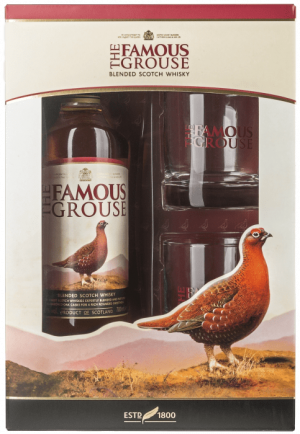 THE FAMOUS
GROUSE
BLENDED SCOTCH WHISKY
THE FAMOUS
GROUSE
BLENDED SCOTCH WHISKY
PRODUCT OF SCOTLAND
FAMOUS
GROUSE
ESTD 1800